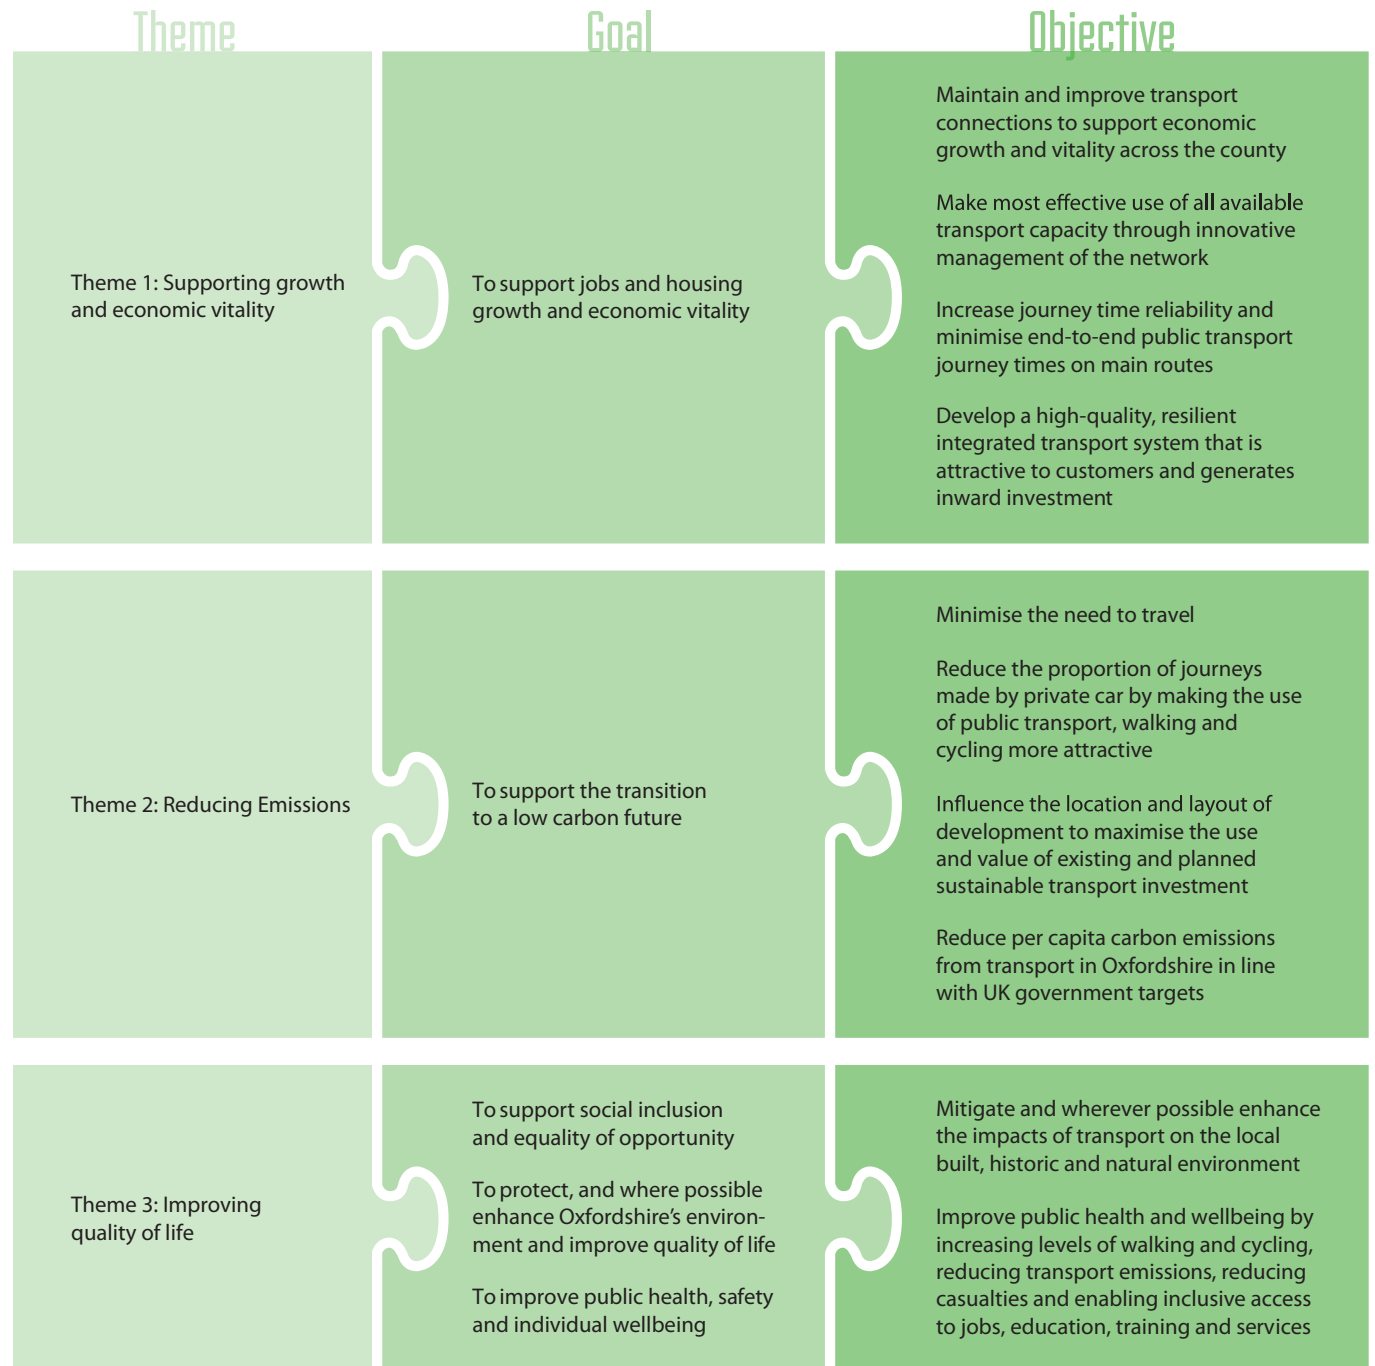 Theme
Goal
Objective
Theme 1: Supporting growth
and economic vitality
To support jobs and housing
growth and economic vitality
Maintain and improve transport
connections to support economic
growth and vitality across the county
Make most effective use of all available
transport capacity through innovative
management of the network
Increase journey time reliability and
minimise end-to-end public transport
journey times on main routes
Develop a high-quality, resilient
integrated transport system that is
attractive to customers and generates
inward investment
Theme 2: Reducing Emissions
To support the transition
to a low carbon future
Minimise the need to travel
Reduce the proportion of journeys
made by private car by making the use
of public transport, walking and
cycling more attractive
Influence the location and layout of
development to maximise the use
and value of existing and planned
sustainable transport investment
Reduce per capita carbon emissions
from transport in Oxfordshire in line
with UK government targets
Theme 3: Improving
quality of life
To support social inclusion
and equality of opportunity
To protect, and where possible
enhance Oxfordshire’s environ-
ment and improve quality of life
To improve public health, safety
and individual wellbeing
Mitigate and wherever possible enhance
the impacts of transport on the local
built, historic and natural environment
Improve public health and wellbeing by
increasing levels of walking and cycling,
reducing transport emissions, reducing
casualties and enabling inclusive access
to jobs, education, training and services